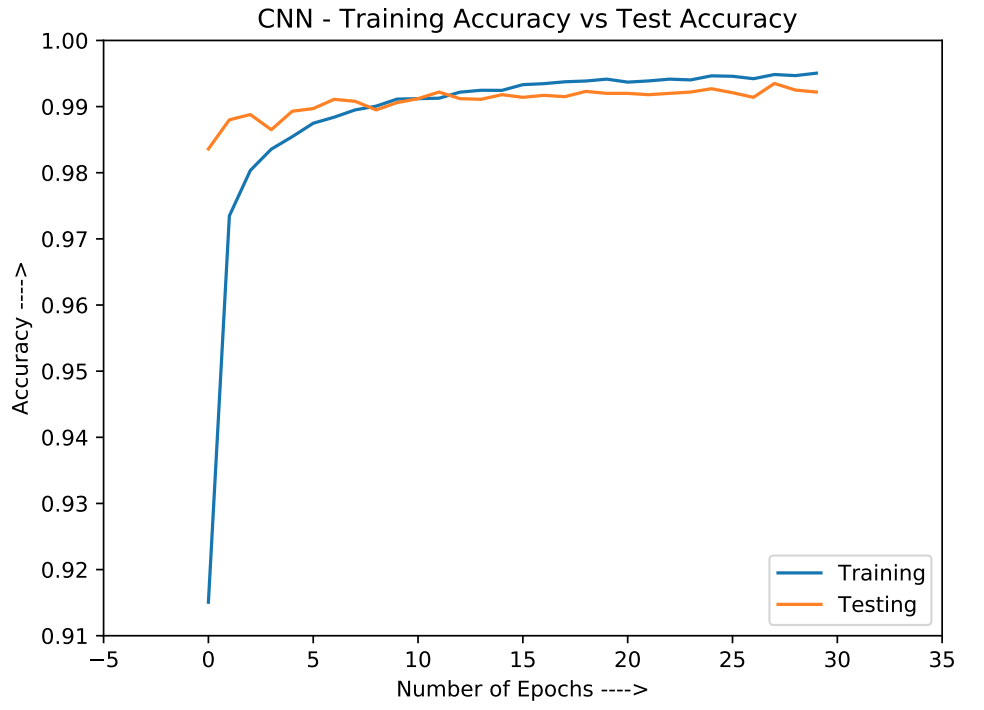 CNN - Training Accuracy vs Test Accuracy
1.00
0.99
0.98
0.97
0.96
0.95
0.94
0.93
0.92
0.91
Accuracy ---->
Training
Testing
−5 0 5 10 15 20 25 30 35
Number of Epochs ---->